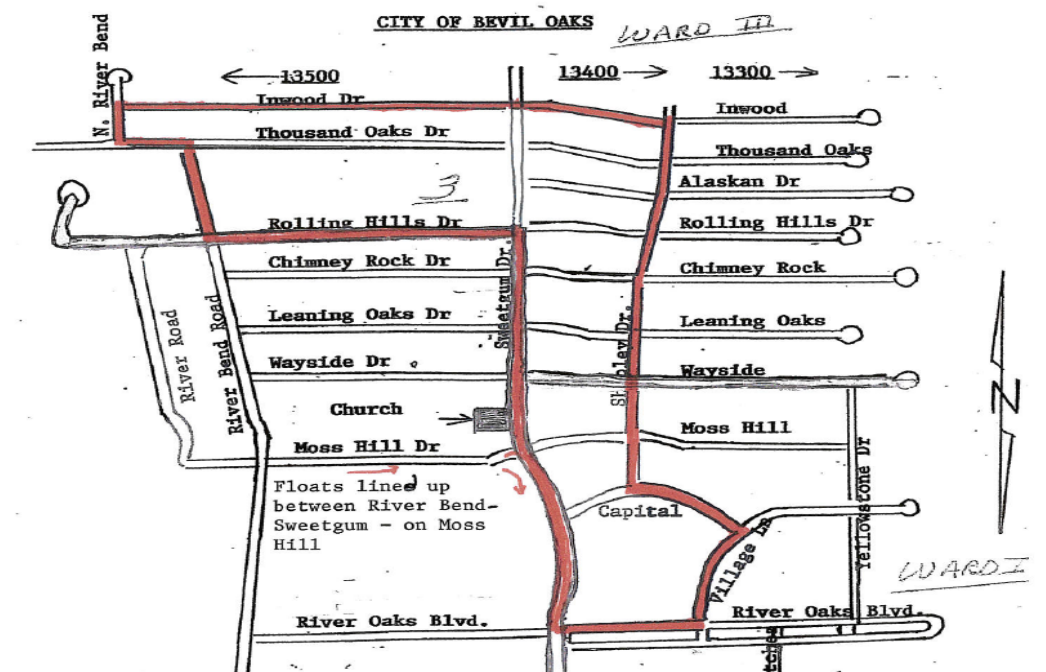 CITY OF BEVIL OAKS
WARD III
N. River Bend
13500
13400
13300
Inwood Dr
Inwood
Thousand Oaks Dr
Thousand Oaks
3
Alaskan Dr
Rolling Hills Dr
Rolling Hills Dr
Chimney Rock Dr
Chimney Rock
Sweetgum Dr.
River Road
River Bend Road
Leaning Oaks Dr
Leaning Oaks
Wayside Dr
Wayside
Church
Moss Hill Dr
Moss Hill
N
Floats lined up
between River Bend-
Sweetgum - on Moss
Hill
Capital
Village Ln
Yellowstone Dr
WARD I
River Oaks Blvd.
River Oaks Blvd.